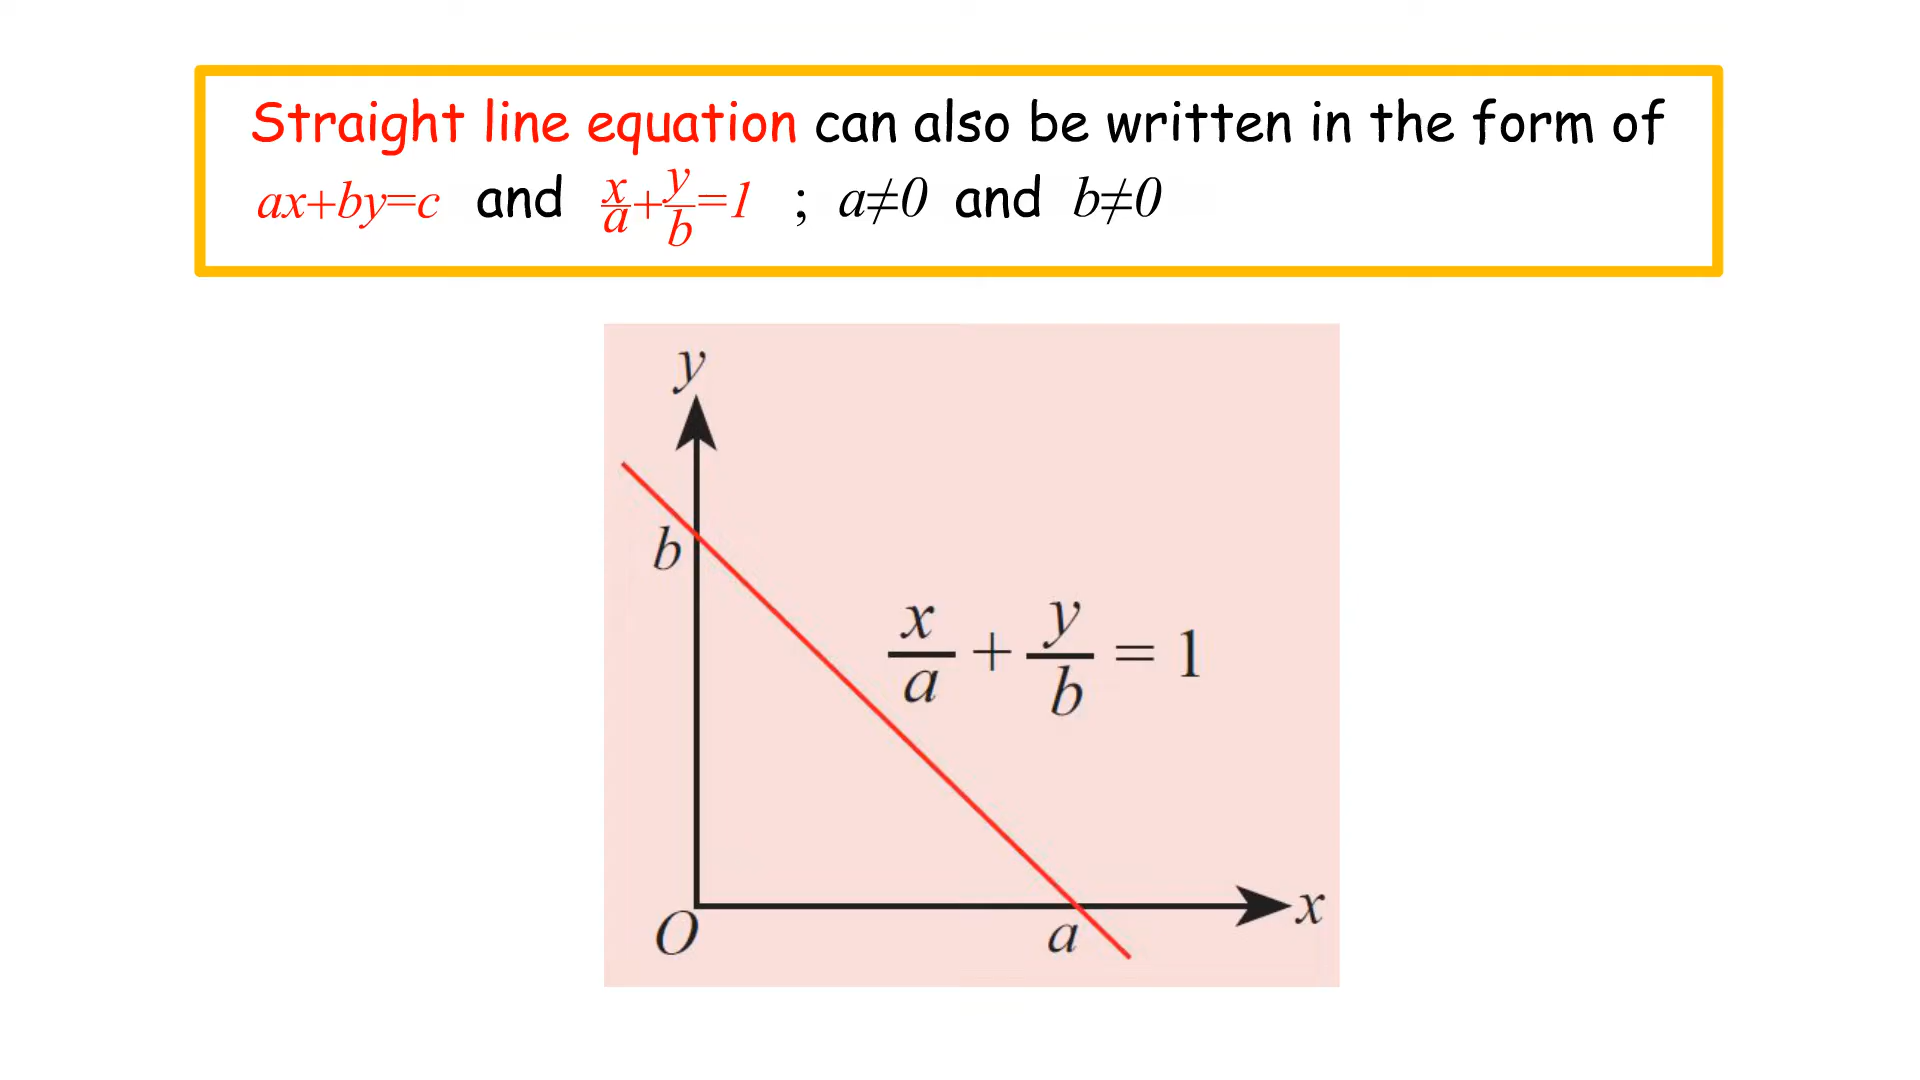 Straight line equation can also be written in the form of
ax+by=c and x/a+y/b=1 ; a≠0 and b≠0
y
b
x/a + y/b = 1
O
a
x